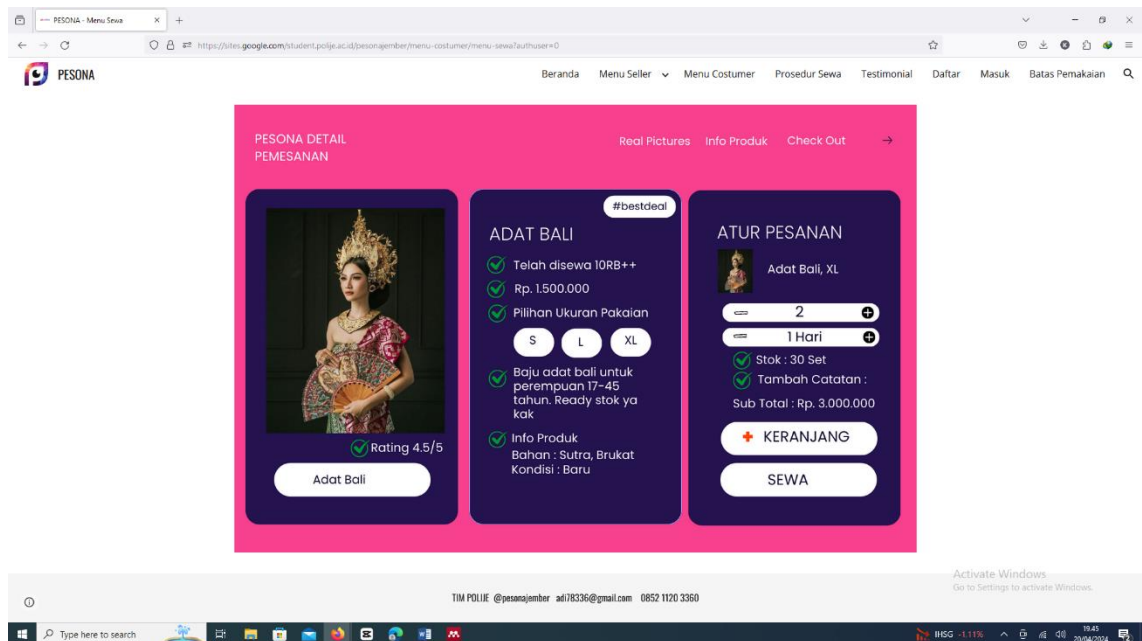 PESONA - Menu Sewa
https://sites.google.com/student.polije.ac.id/pesonajember/menu-costumer/menu-sewa?authuser=0
PESONA
Beranda Menu Seller Menu Costumer Prosedur Sewa Testimonial Daftar Masuk Batas Pemakaian
PESONA DETAIL
PEMESANAN
Real Pictures Info Produk Check Out
Rating 4.5/5
Adat Bali
#bestdeal
ADAT BALI
Telah disewa 10RB++
Rp. 1.500.000
Pilihan Ukuran Pakaian
S L XL
Baju adat bali untuk
perempuan 17-45
tahun. Ready stok ya
kak
Info Produk
Bahan : Sutra, Brukat
Kondisi : Baru
ATUR PESANAN
Adat Bali, XL
2
1 Hari
Stok : 30 Set
Tambah Catatan :
Sub Total : Rp. 3.000.000
KERANJANG
SEWA
Activate Windows
Go to Settings to activate Windows.
TIM POLIJE @pesonajember adi78336@gmail.com 0852 1120 3360
Type here to search
IHSG -1.11%
19.45
20/04/2024